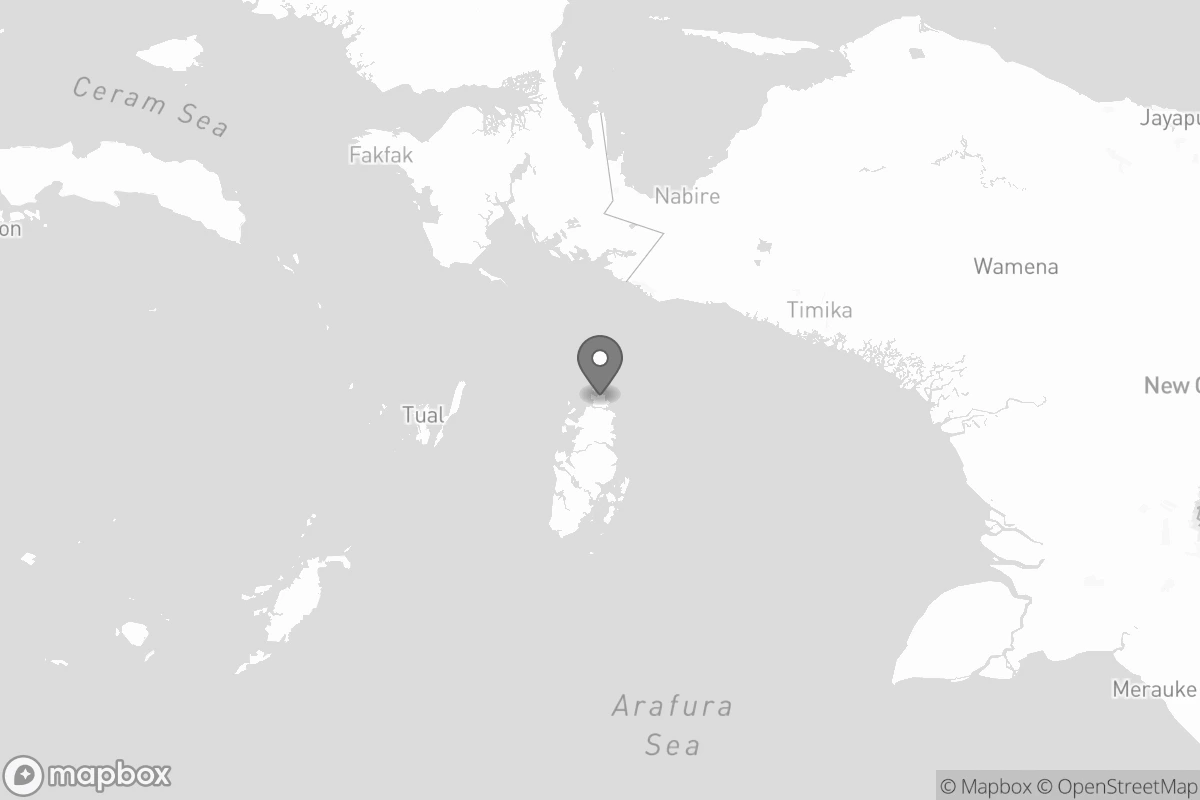 Ceram Sea
Jayapu
Fakfak
Nabire
on
Wamena
Timika
New C
Tual
Merauke
Arafura
Sea
mapbox
© Mapbox © OpenStreetMap